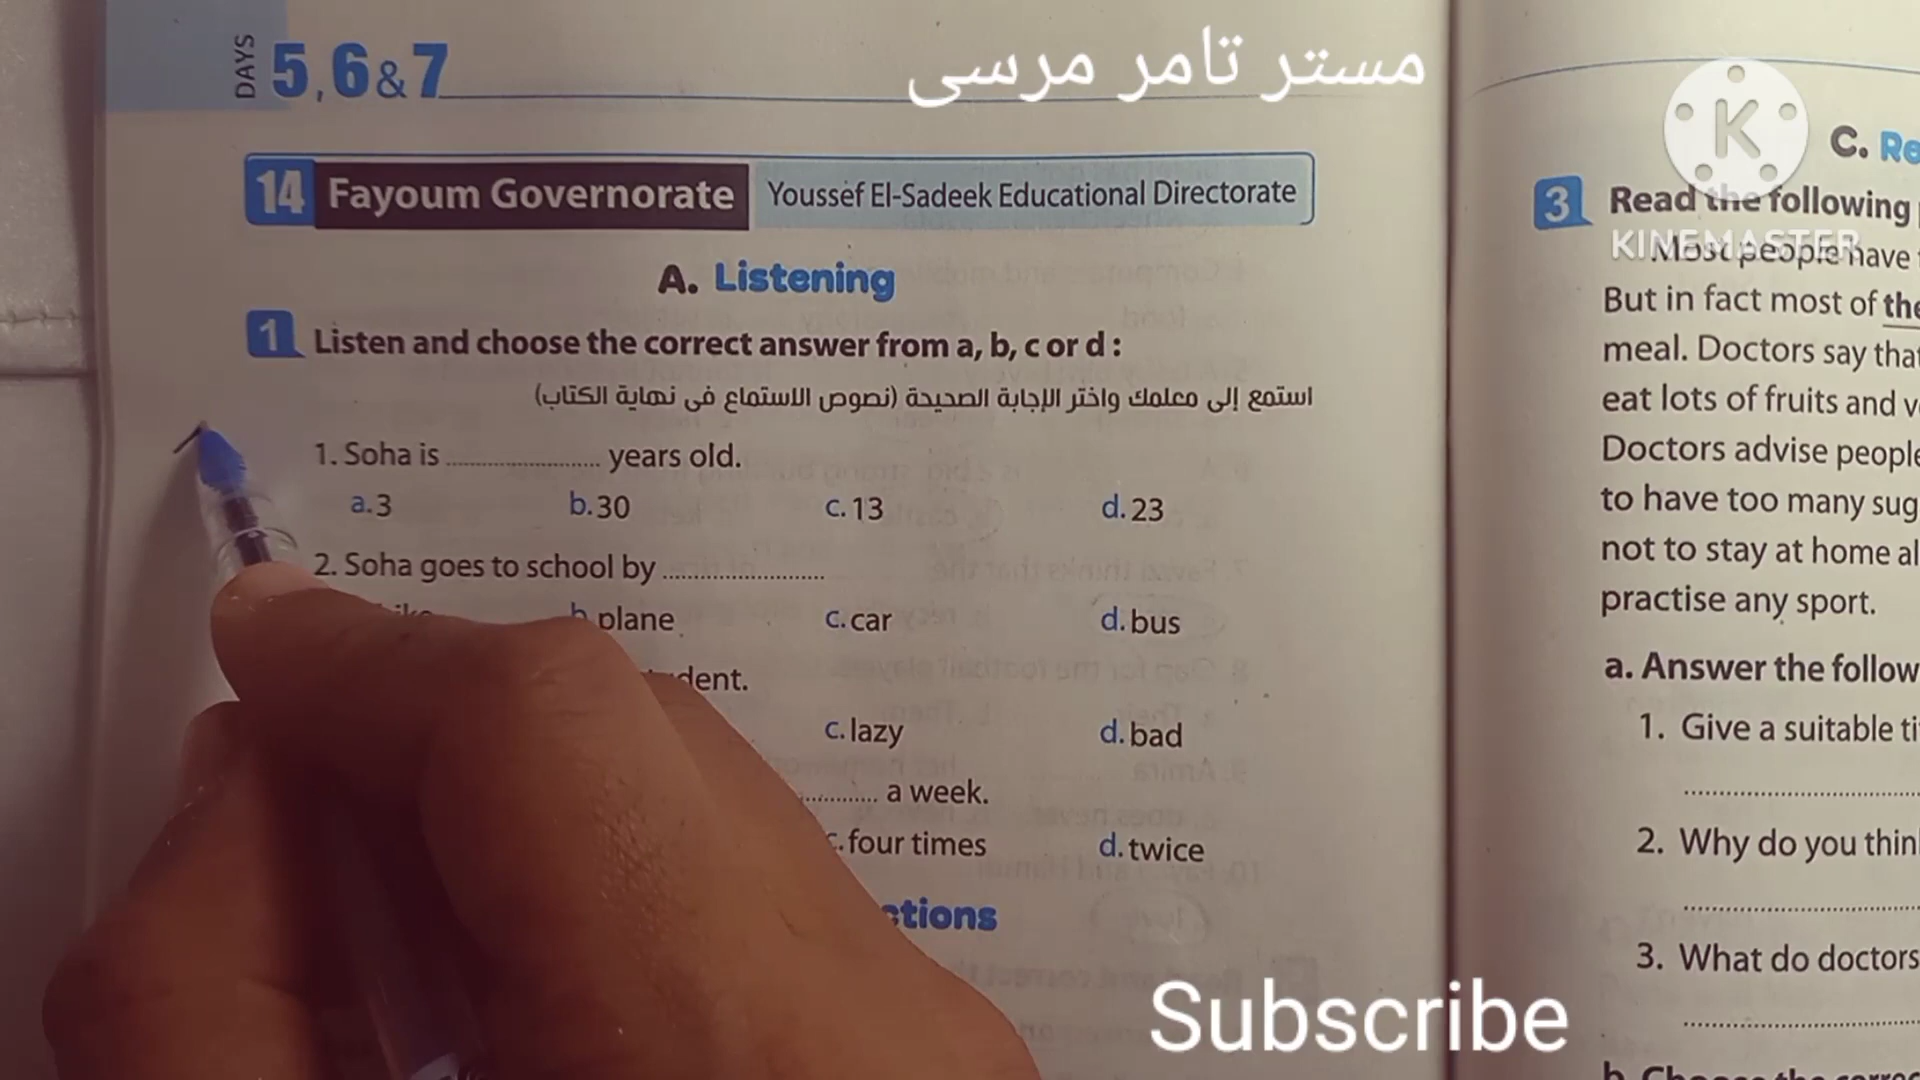 DAYS 5,6&7
مستر تامر مرسى
14 Fayoum Governorate Youssef El-Sadeek Educational Directorate
A. Listening
1 Listen and choose the correct answer from a, b, c or d :
استمع إلى معلمك واختر الإجابة الصحيحة (نصوص الاستماع فى نهاية الكتاب)
1. Soha is ........................ years old.
a. 3 b. 30 c. 13 d. 23
2. Soha goes to school by ........................
b. plane c. car d. bus
c. lazy d. bad
............ a week.
c. four times d. twice
K
KINEMASTER
C.
3 Read the following
Most people have
But in fact most of
meal. Doctors say
eat lots of fruits and
Doctors advise
to have too many
not to stay at home
practise any sport.
a. Answer the
1. Give a suitable
2. Why do you
3. What do doctors
Subscribe